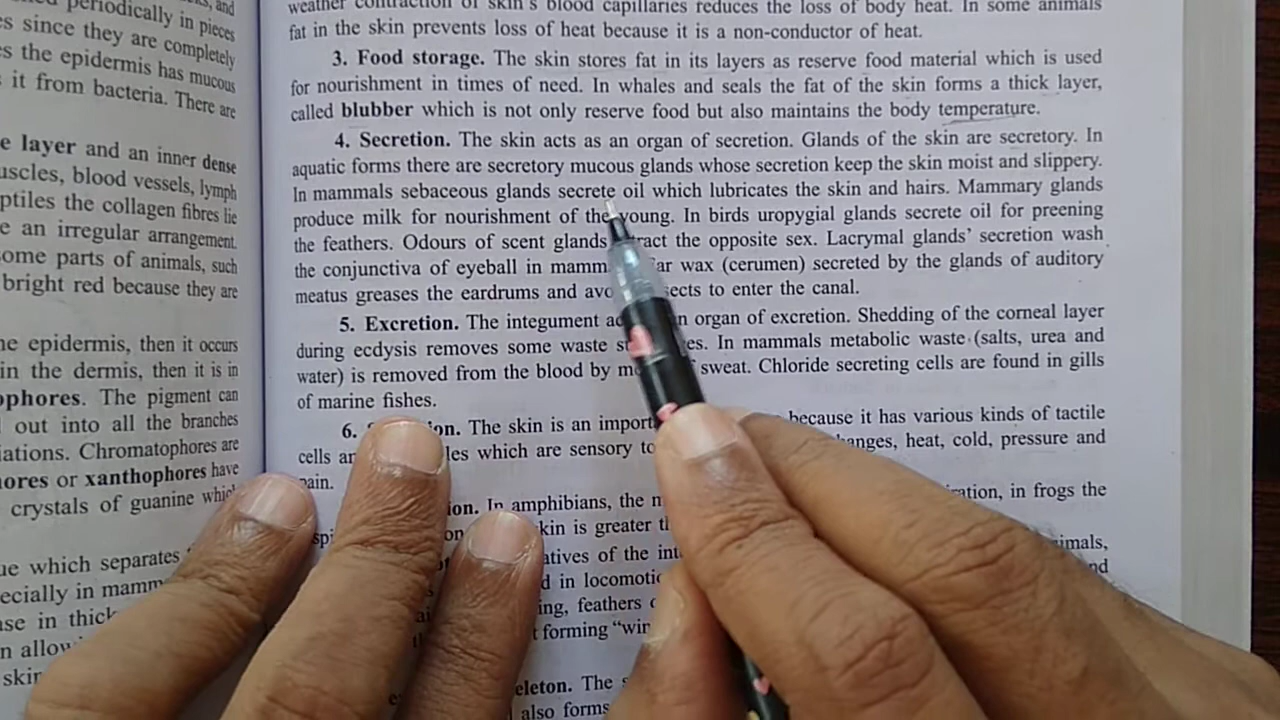 periodically in pieces
s since they are completely
s the epidermis has mucous
it from bacteria. There are
e layer and an inner dense
uscles, blood vessels, lymph
ptiles the collagen fibres lie
e an irregular arrangement.
ome parts of animals, such
bright red because they are
he epidermis, then it occurs
in the dermis, then it is in
ophores. The pigment can
out into all the branches
iations. Chromatophores are
ores or xanthophores have
crystals of guanine which
ue which separates
ecially in mamm
ase in thick
n allow
skin
weather contraction of skin's blood capillaries reduces the loss of body heat. In some animals
fat in the skin prevents loss of heat because it is a non-conductor of heat.
3. Food storage. The skin stores fat in its layers as reserve food material which is used
for nourishment in times of need. In whales and seals the fat of the skin forms a thick layer,
called blubber which is not only reserve food but also maintains the body temperature.
4. Secretion. The skin acts as an organ of secretion. Glands of the skin are secretory. In
aquatic forms there are secretory mucous glands whose secretion keep the skin moist and slippery.
In mammals sebaceous glands secrete oil which lubricates the skin and hairs. Mammary glands
produce milk for nourishment of the young. In birds uropygial glands secrete oil for preening
the feathers. Odours of scent glands ract the opposite sex. Lacrymal glands' secretion wash
the conjunctiva of eyeball in mamm ar wax (cerumen) secreted by the glands of auditory
meatus greases the eardrums and avo sects to enter the canal.
5. Excretion. The integument ac n organ of excretion. Shedding of the corneal layer
during ecdysis removes some waste es. In mammals metabolic waste (salts, urea and
water) is removed from the blood by m sweat. Chloride secreting cells are found in gills
of marine fishes.
6. ion. The skin is an import because it has various kinds of tactile
cells an les which are sensory to hanges, heat, cold, pressure and
pain.
ion. In amphibians, the iration, in frogs the
spi on kin is greater
atives of the int imals,
d in locomotio nd
ing, feathers
t forming "win
eleton. The
also forms